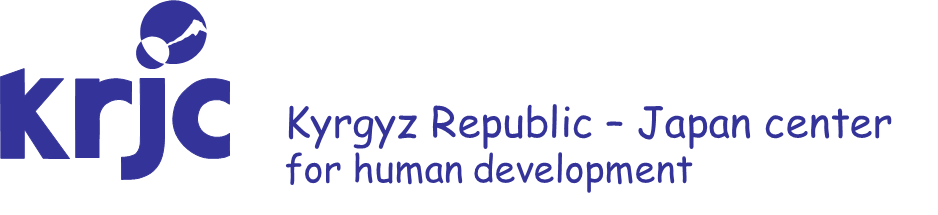 krjc
Kyrgyz Republic – Japan center
for human development